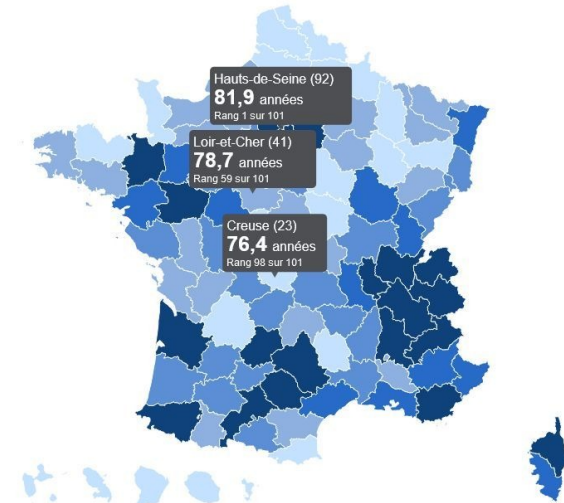 Hauts-de-Seine (92)
81,9 années
Rang 1 sur 101
Loir-et-Cher (41)
78,7 années
Rang 59 sur 101
Creuse (23)
76,4 années
Rang 98 sur 101